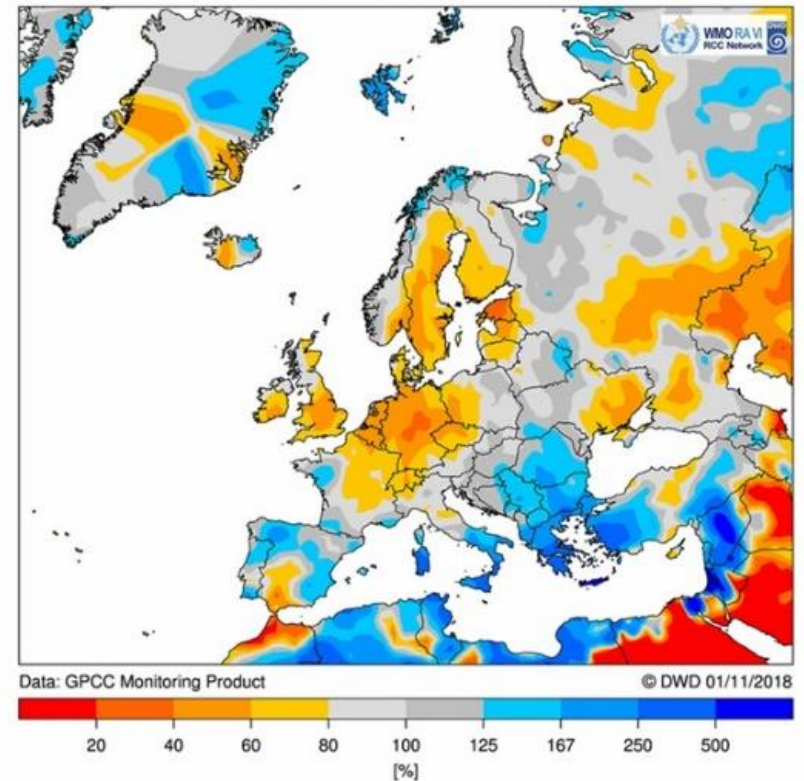 WMO RA VI
RCC Network
Data: GPCC Monitoring Product © DWD 01/11/2018
20 40 60 80 100 125 167 250 500
[%]